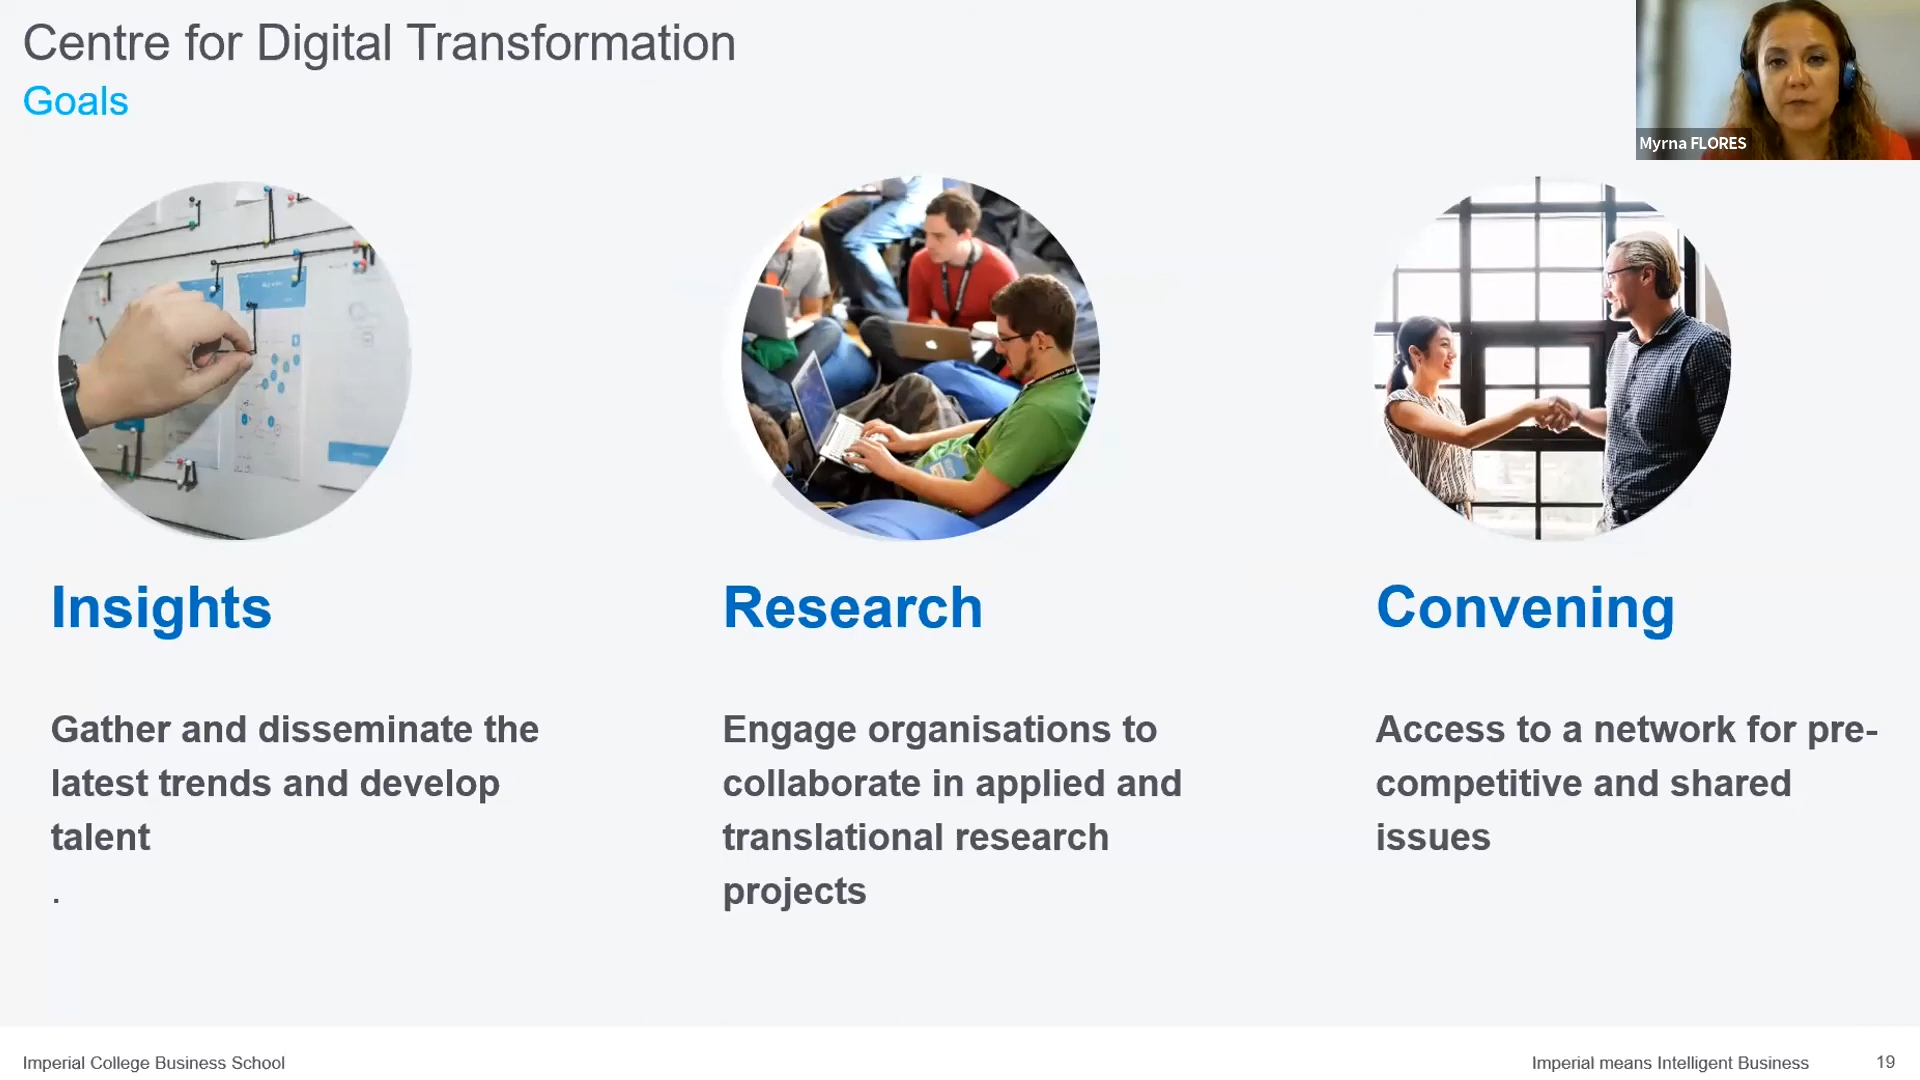 Centre for Digital Transformation
Goals
Myrna FLORES
Insights
Gather and disseminate the
latest trends and develop
talent
.
Research
Engage organisations to
collaborate in applied and
translational research
projects
Convening
Access to a network for pre-
competitive and shared
issues
Imperial College Business School
Imperial means Intelligent Business
19